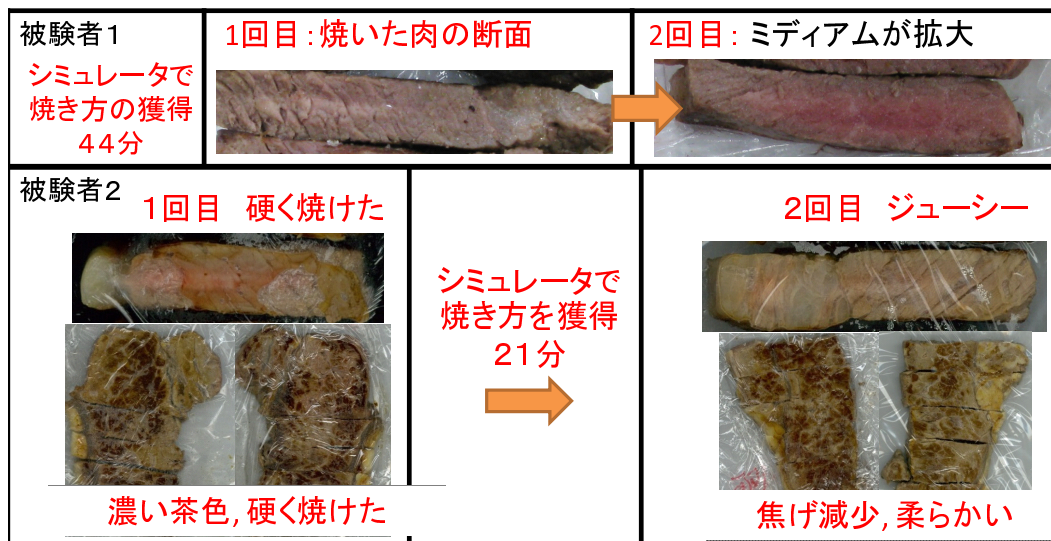 被験者1
シミュレータで
焼き方の獲得
44分
1回目：焼いた肉の断面
2回目： ミディアムが拡大
被験者2
1回目　硬く焼けた
濃い茶色, 硬く焼けた
シミュレータで
焼き方を獲得
21分
2回目　ジューシー
焦げ減少, 柔らかい